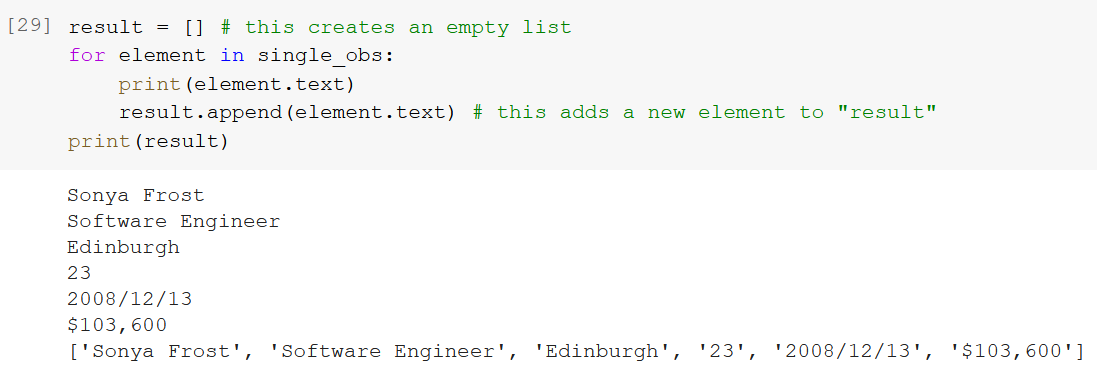 [29] result = [] # this creates an empty list
for element in single_obs:
    print(element.text)
    result.append(element.text) # this adds a new element to "result"
print(result)
Sonya Frost
Software Engineer
Edinburgh
23
2008/12/13
$103,600
['Sonya Frost', 'Software Engineer', 'Edinburgh', '23', '2008/12/13', '$103,600']